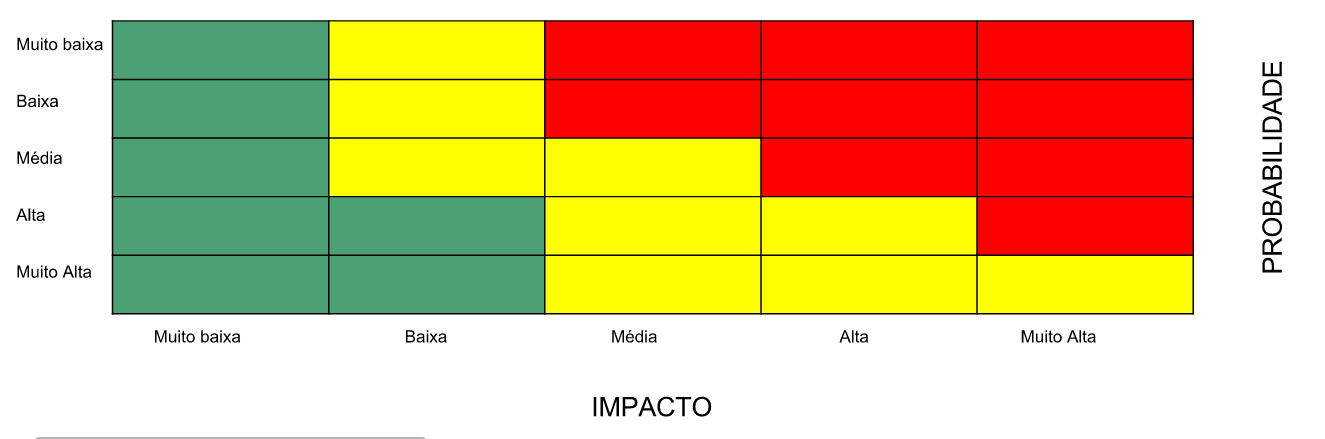 Muito baixa
Baixa
Média
Alta
Muito Alta
PROBABILIDADE
Muito baixa Baixa Média Alta Muito Alta
IMPACTO